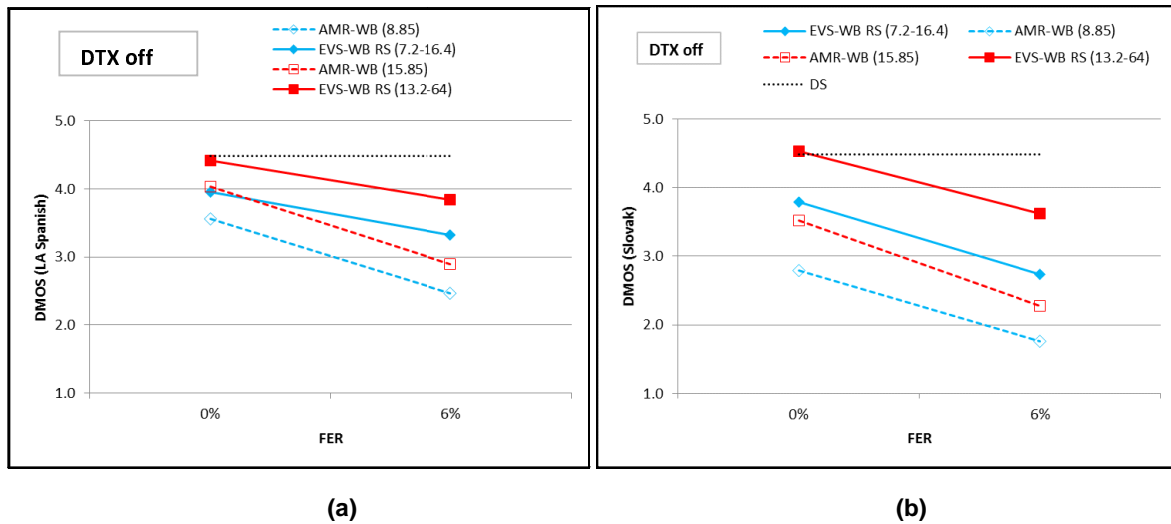 DTX off
AMR-WB (8.85)
EVS-WB RS (7.2-16.4)
AMR-WB (15.85)
EVS-WB RS (13.2-64)
DMOS (LA Spanish)
5.0
4.0
3.0
2.0
1.0
0%
6%
FER
(a)
DTX off
EVS-WB RS (7.2-16.4)
AMR-WB (8.85)
AMR-WB (15.85)
EVS-WB RS (13.2-64)
DS
DMOS (Slovak)
5.0
4.0
3.0
2.0
1.0
0%
6%
FER
(b)